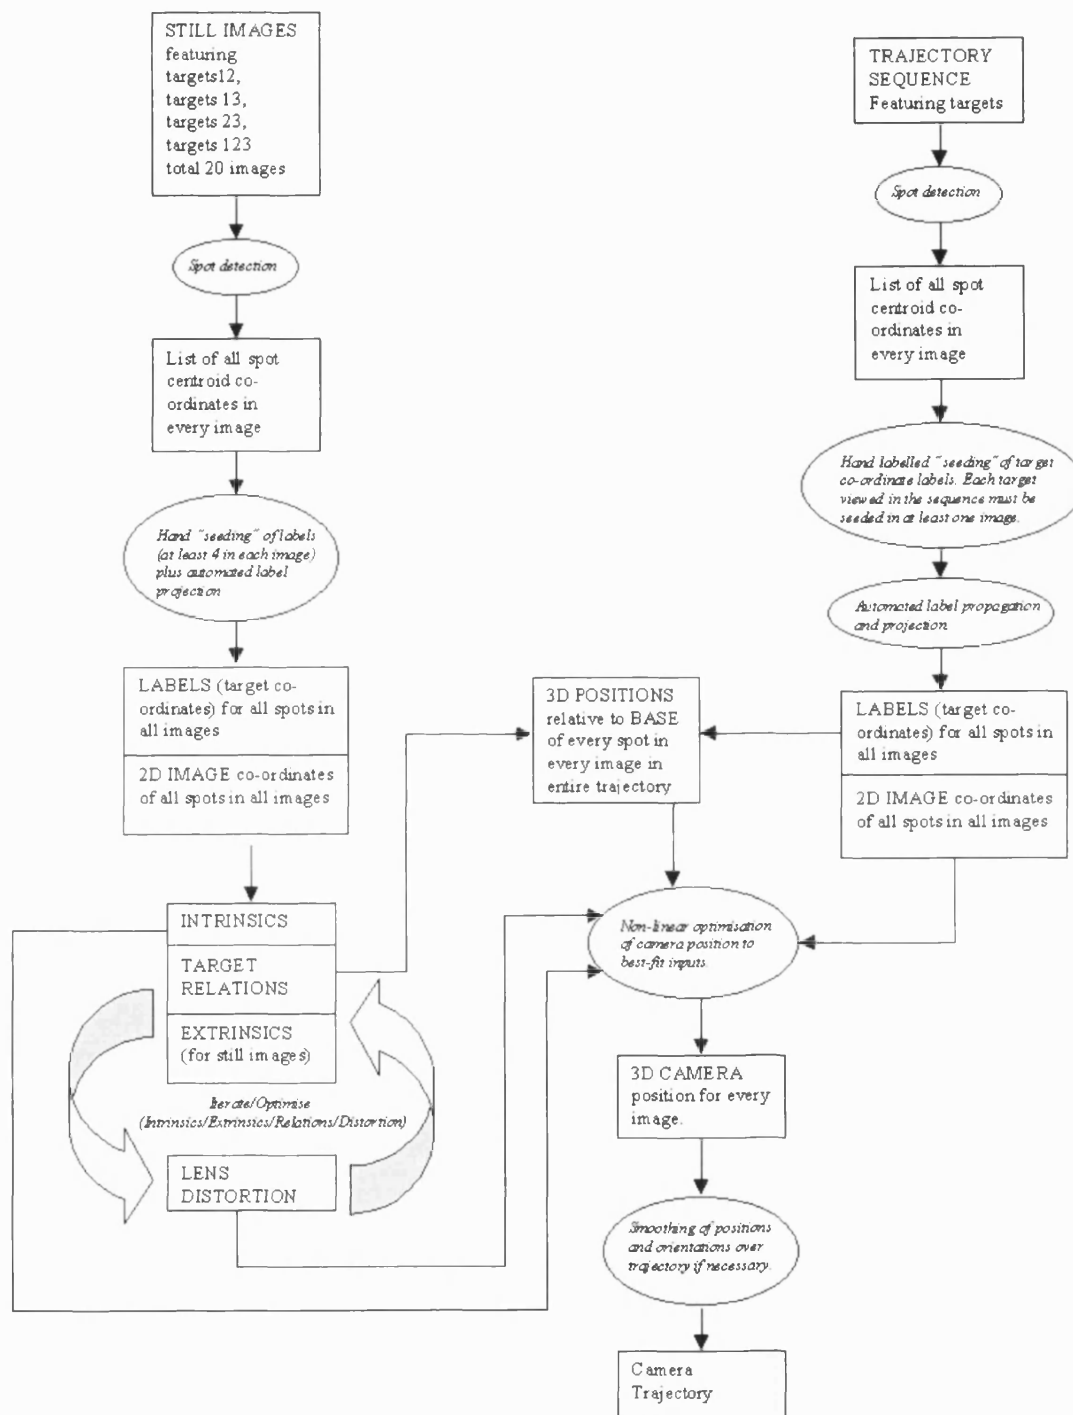 STILL IMAGES
featuring
targets12,
targets 13,
targets 23,
targets 123
total 20 images
Spot detection
List of all spot
centroid co-
ordinates in
every image
Hand "seeding" of labels
(at least 4 in each image)
plus automated label
projection
LABELS (target co-
ordinates) for all spots in
all images
2D IMAGE co-ordinates
of all spots in all images
INTRINSICS
TARGET
RELATIONS
EXTRINSICS
(for still images)
Iterate/Optimise
(Intrinsics/Extrinsics/Relations/Distortion)
LENS
DISTORTION
TRAJECTORY
SEQUENCE
Featuring targets
Spot detection
List of all spot
centroid co-
ordinates in
every image
Hand labelled "seeding" of target
co-ordinate labels. Each target
viewed in the sequence must be
seeded in at least one image.
Automated label propagation
and projection
LABELS (target co-
ordinates) for all spots in
all images
2D IMAGE co-ordinates
of all spots in all images
3D POSITIONS
relative to BASE
of every spot in
every image in
entire trajectory
Non-linear optimisation
of camera position to
best-fit inputs.
3D CAMERA
position for every
image.
Smoothing of positions
and orientations over
trajectory if necessary.
Camera
Trajectory